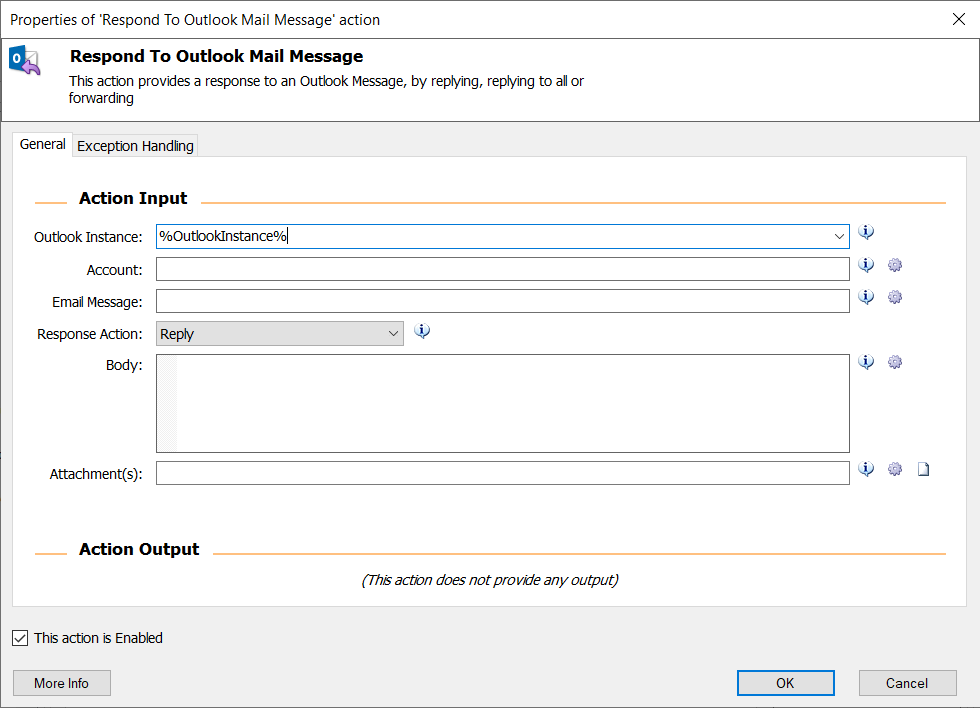 Properties of 'Respond To Outlook Mail Message' action
Respond To Outlook Mail Message
This action provides a response to an Outlook Message, by replying, replying to all or
forwarding
General
Exception Handling
Action Input
Outlook Instance: %OutlookInstance%
Account:
Email Message:
Response Action: Reply
Body:
Attachment(s):
Action Output
(This action does not provide any output)
This action is Enabled
More Info
OK
Cancel